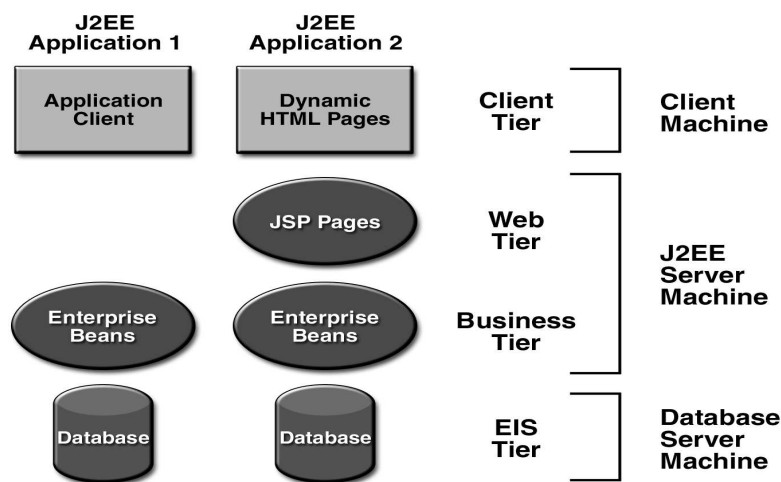 J2EE
Application 1
J2EE
Application 2
Application
Client
Dynamic
HTML Pages
Client
Tier
Client
Machine
JSP Pages
Web
Tier
J2EE
Server
Machine
Enterprise
Beans
Enterprise
Beans
Business
Tier
Database
Database
EIS
Tier
Database
Server
Machine